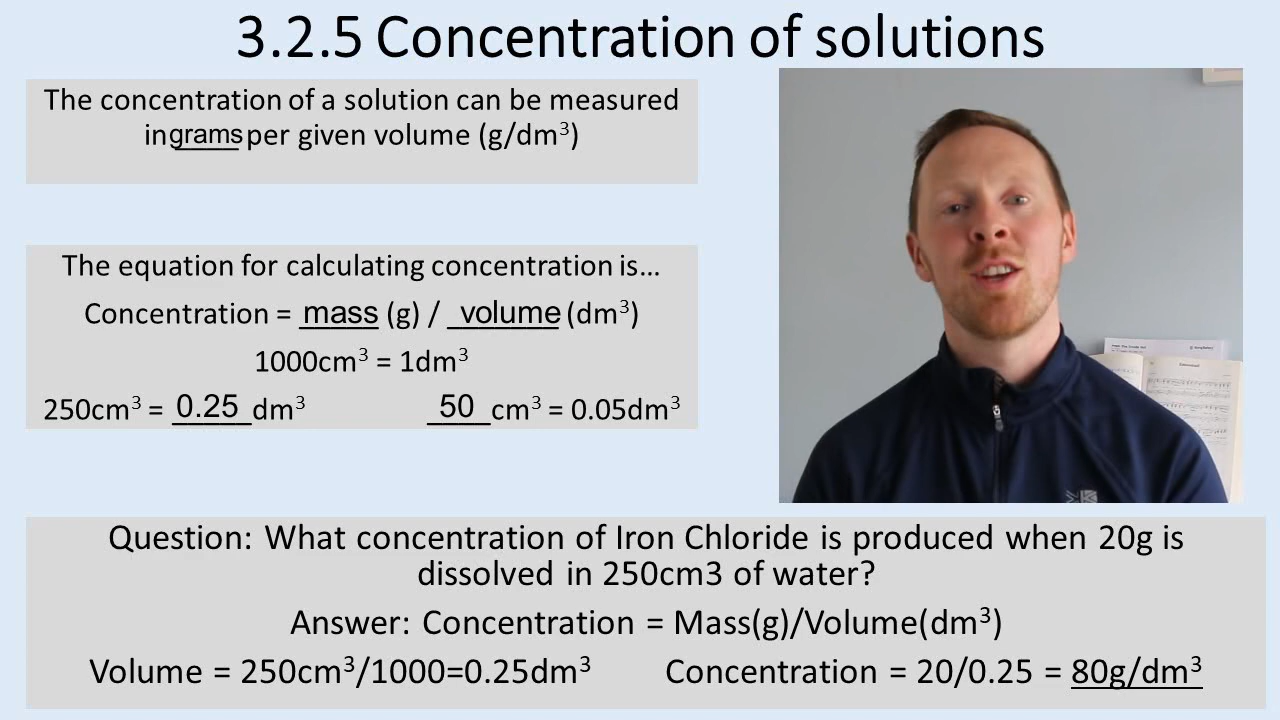 3.2.5 Concentration of solutions
The concentration of a solution can be measured
in grams per given volume (g/dm³)
The equation for calculating concentration is…
Concentration = mass (g) / volume (dm³)
1000cm³ = 1dm³
250cm³ = 0.25 dm³ 50 cm³ = 0.05dm³
Question: What concentration of Iron Chloride is produced when 20g is
dissolved in 250cm3 of water?
Answer: Concentration = Mass(g)/Volume(dm³)
Volume = 250cm³/1000=0.25dm³ Concentration = 20/0.25 = 80g/dm³